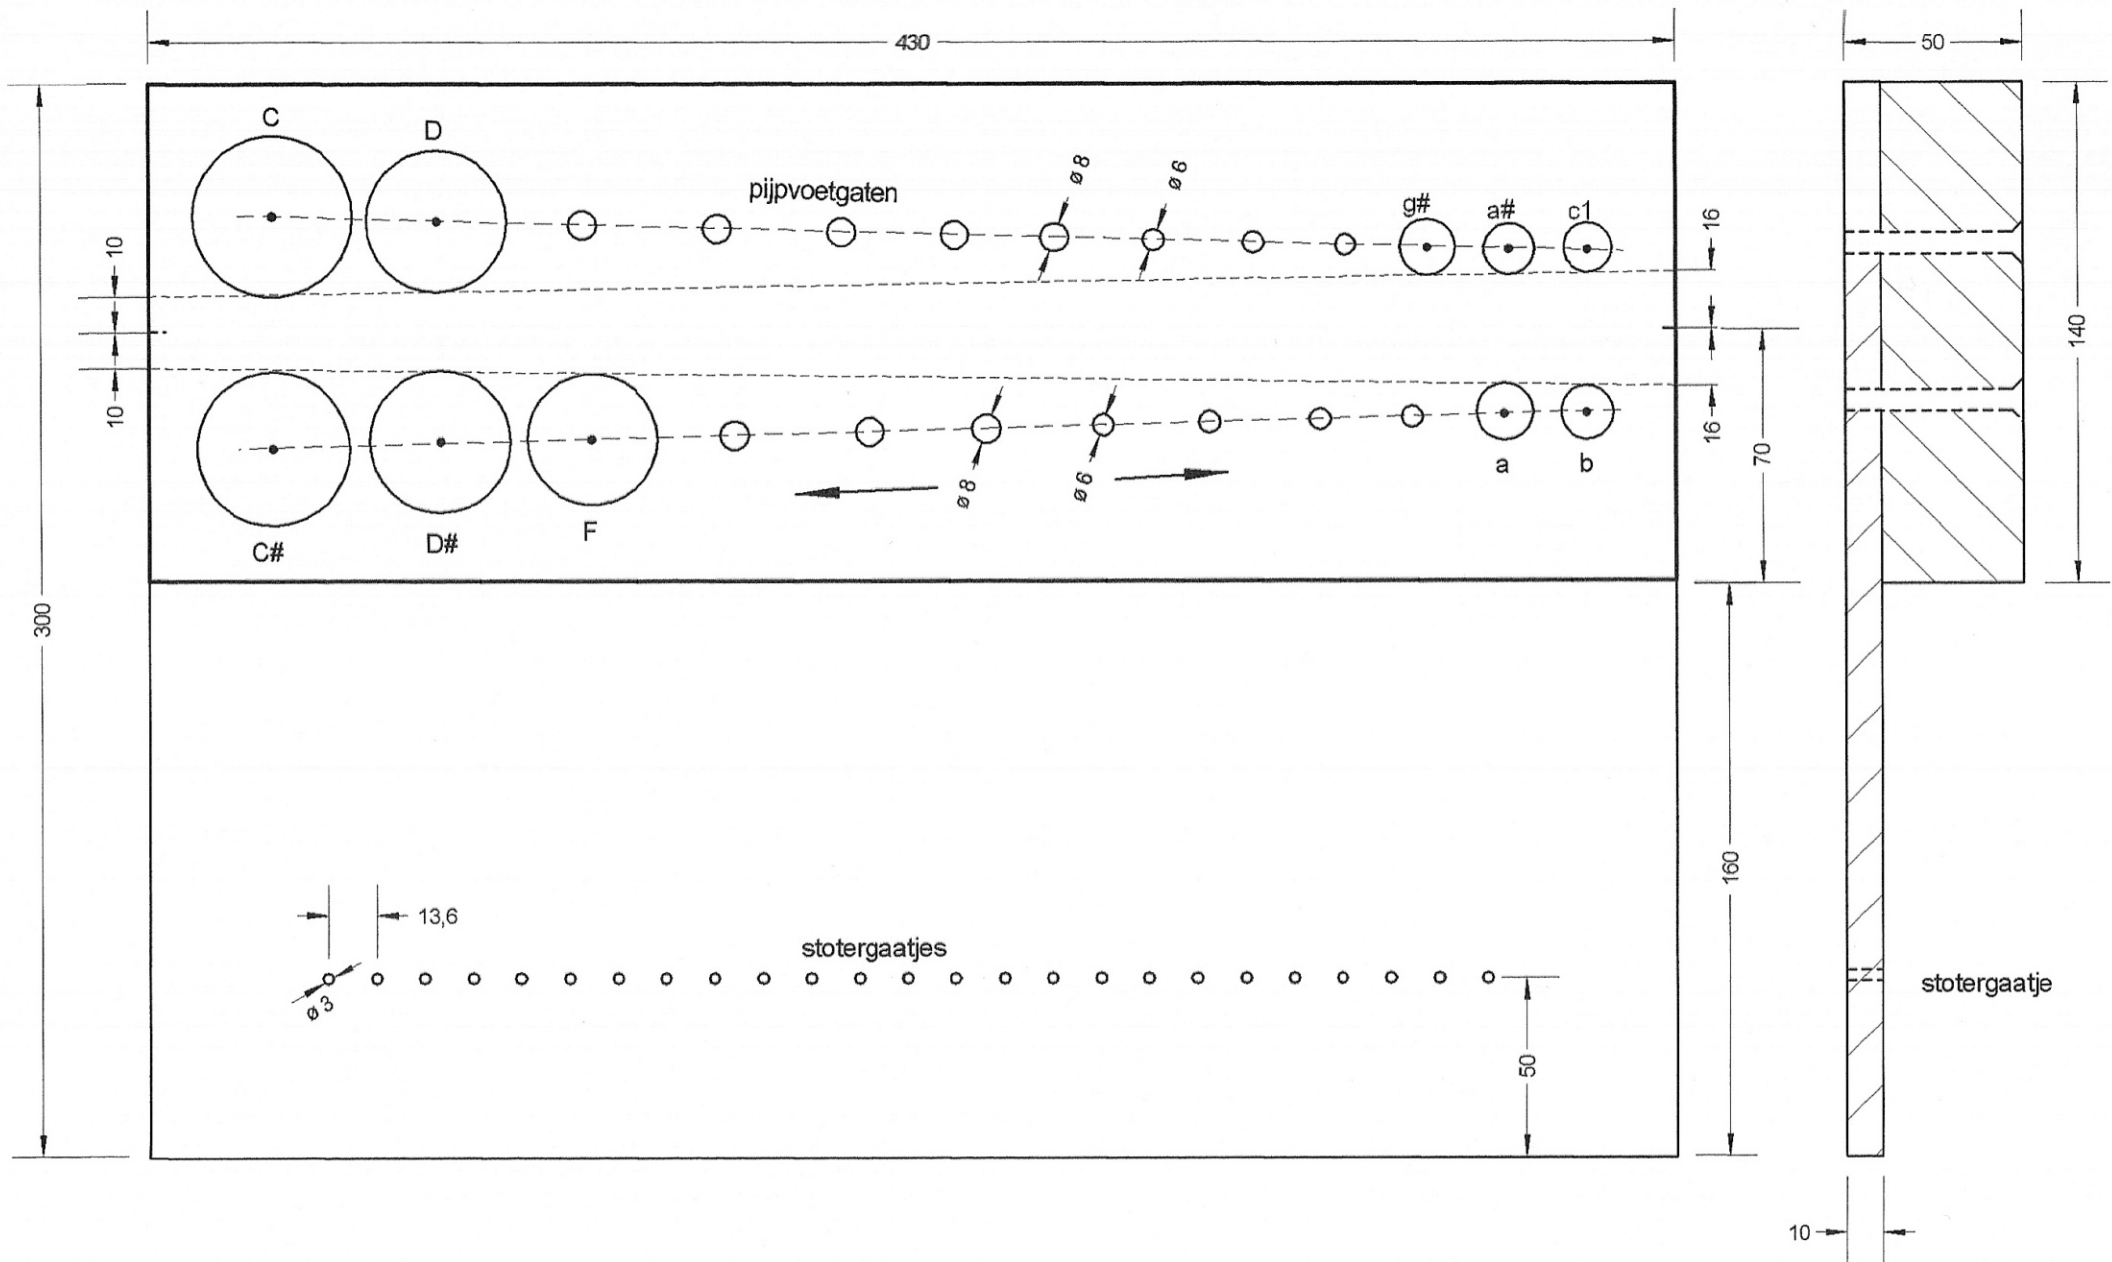 430
50
C
D
pijpvoetgaten
ø 8
ø 6
g#
a#
c1
16
10
10
140
16
70
ø 8
ø 6
a
b
C#
D#
F
300
160
13,6
stotergaatjes
ø 3
stotergaatje
50
10